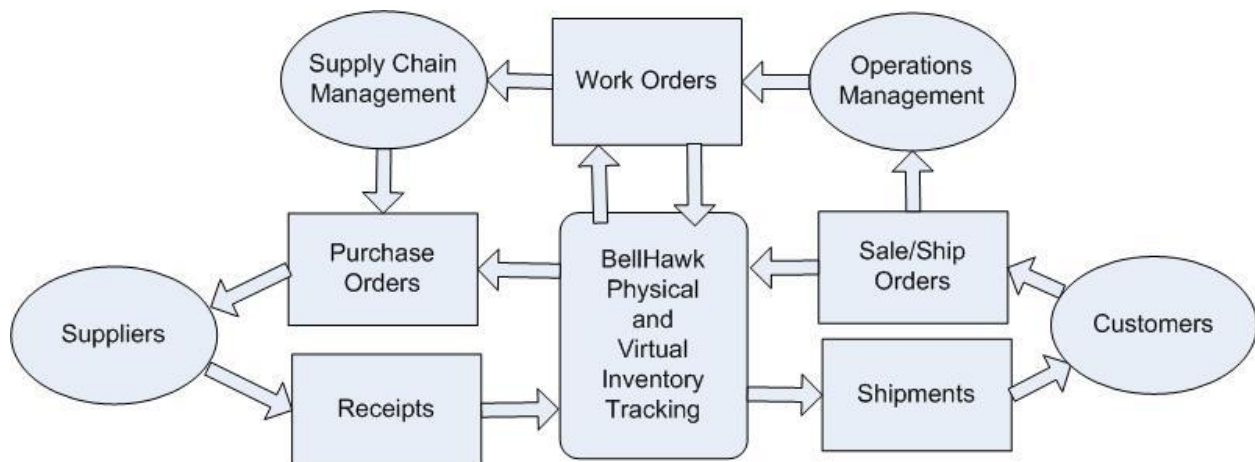 Supply Chain
Management
Work Orders
Operations
Management
Purchase
Orders
BellHawk
Physical
and
Virtual
Inventory
Tracking
Sale/Ship
Orders
Suppliers
Customers
Receipts
Shipments